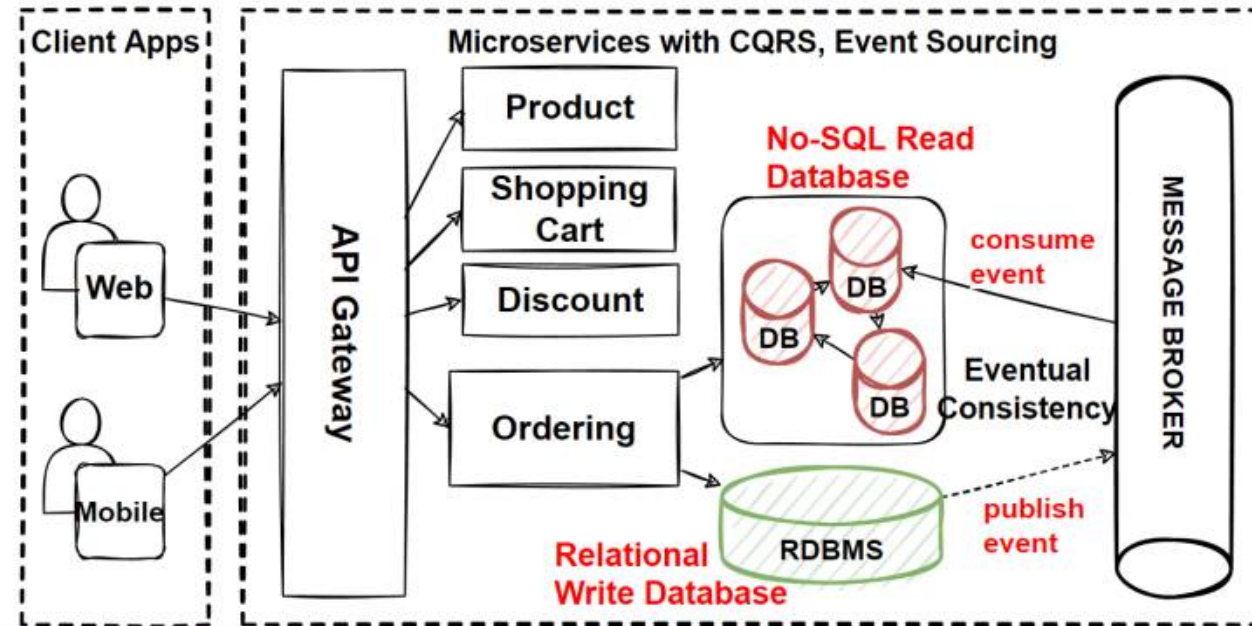 Client Apps
Microservices with CQRS, Event Sourcing
Web
Mobile
API Gateway
Product
Shopping
Cart
Discount
Ordering
No-SQL Read
Database
DB
DB
DB
consume
event
Eventual
Consistency
RDBMS
Relational
Write Database
publish
event
MESSAGE BROKER